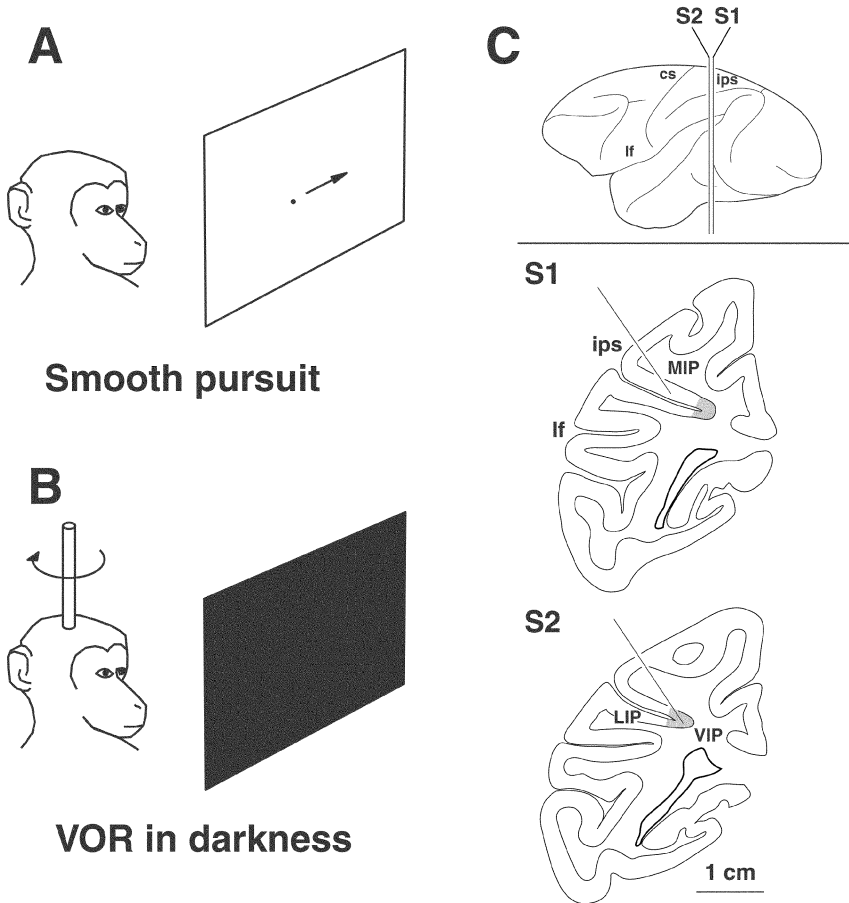 A
Smooth pursuit
B
VOR in darkness
C
S2 S1
cs
ips
lf
S1
ips
MIP
lf
S2
LIP
VIP
1 cm